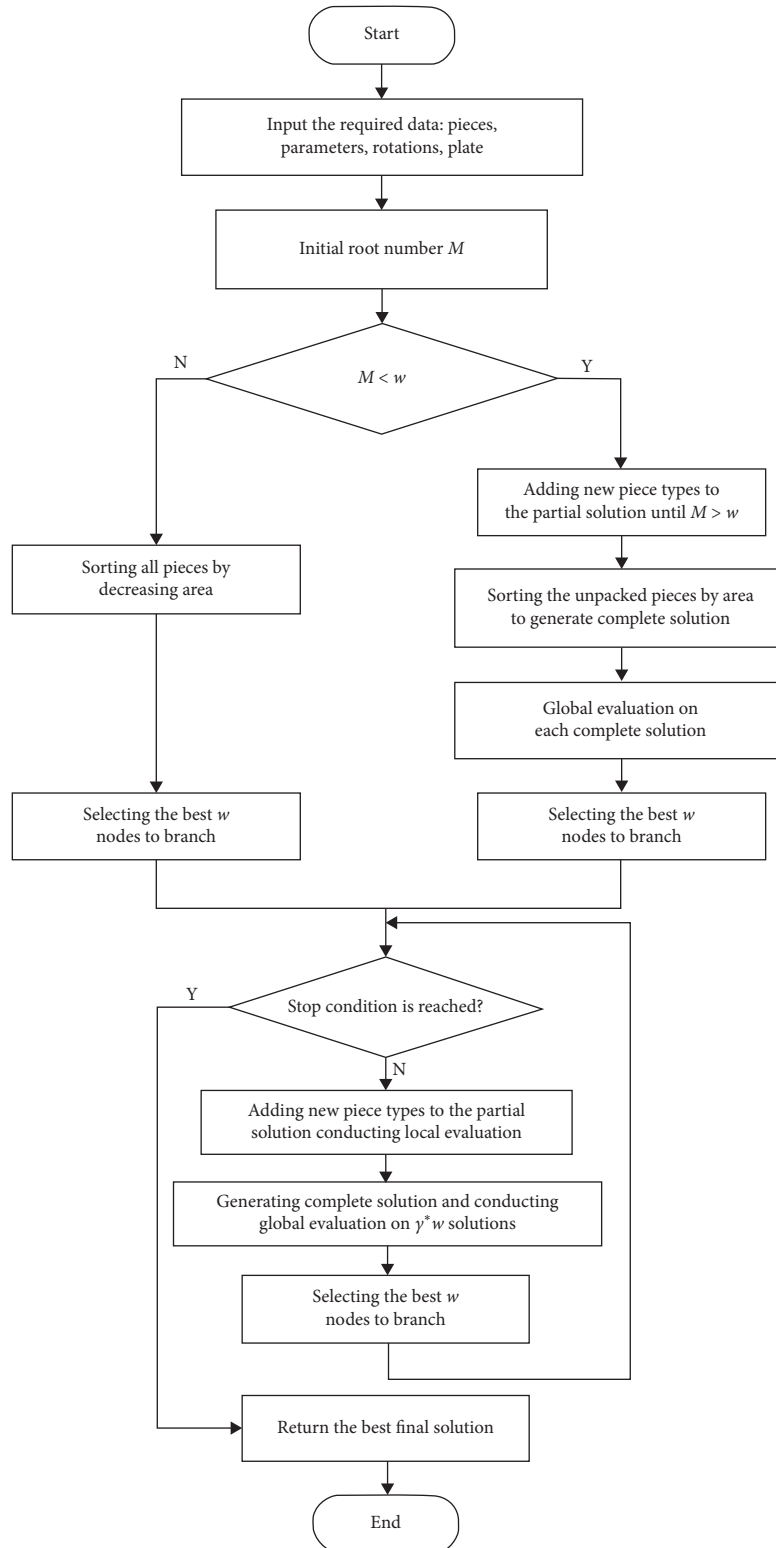 Start
Input the required data: pieces,
parameters, rotations, plate
Initial root number M
N
M < w
Y
Adding new piece types to
the partial solution until M > w
Sorting all pieces by
decreasing area
Sorting the unpacked pieces by area
to generate complete solution
Global evaluation on
each complete solution
Selecting the best w
nodes to branch
Selecting the best w
nodes to branch
Y
Stop condition is reached?
N
Adding new piece types to the partial
solution conducting local evaluation
Generating complete solution and conducting
global evaluation on γ*w solutions
Selecting the best w
nodes to branch
Return the best final solution
End